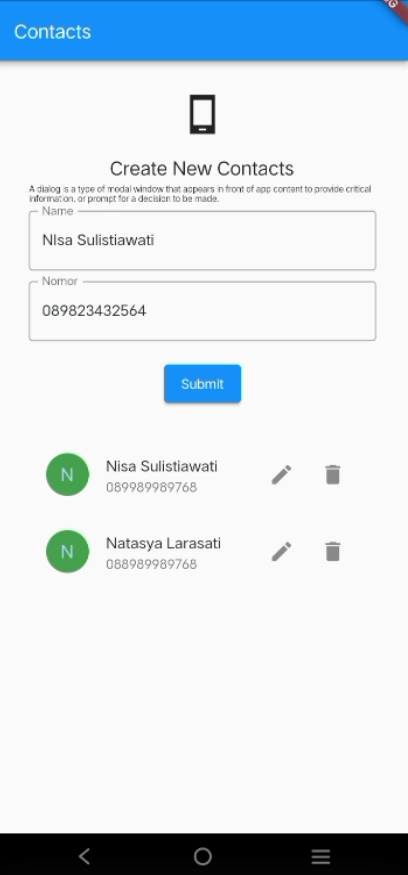 Contacts
Create New Contacts
A dialog is a type of modal window that appears in front of app content to provide critical
information, or prompt for a decision to be made.
Name
NIsa Sulistiawati
Nomor
089823432564
Submit
N
Nisa Sulistiawati
089989989768
N
Natasya Larasati
088989989768